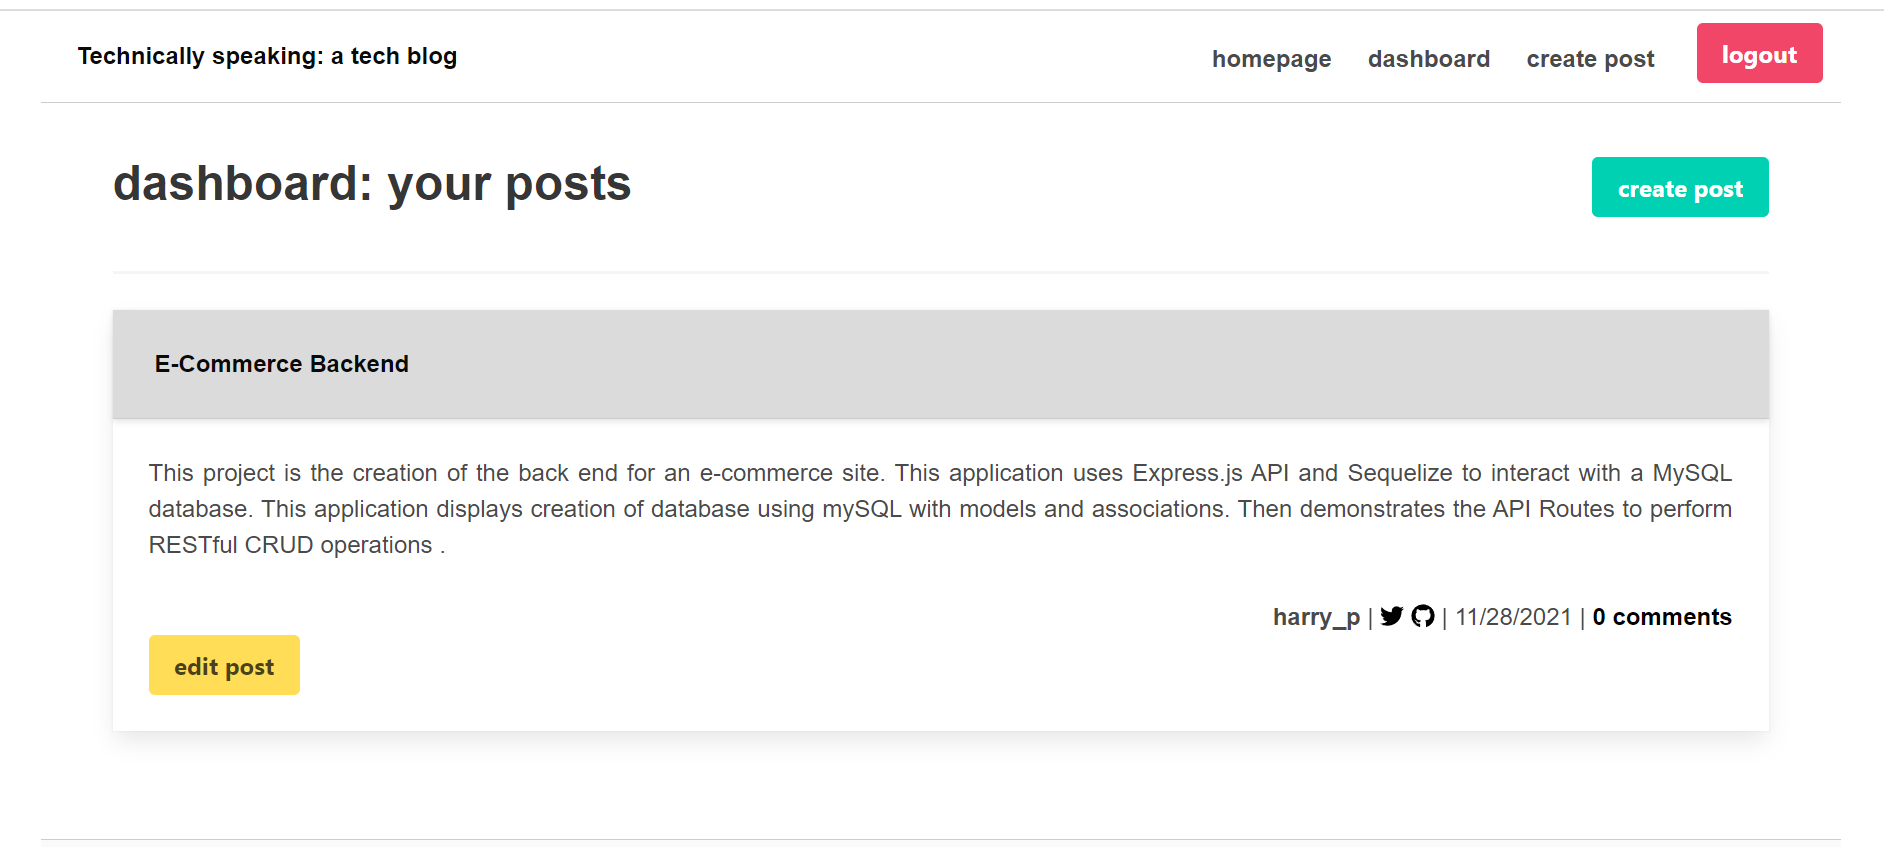 Technically speaking: a tech blog
homepage dashboard create post logout
dashboard: your posts
create post
E-Commerce Backend
This project is the creation of the back end for an e-commerce site. This application uses Express.js API and Sequelize to interact with a MySQL
database. This application displays creation of database using mySQL with models and associations. Then demonstrates the API Routes to perform
RESTful CRUD operations .
harry_p | | 11/28/2021 | 0 comments
edit post